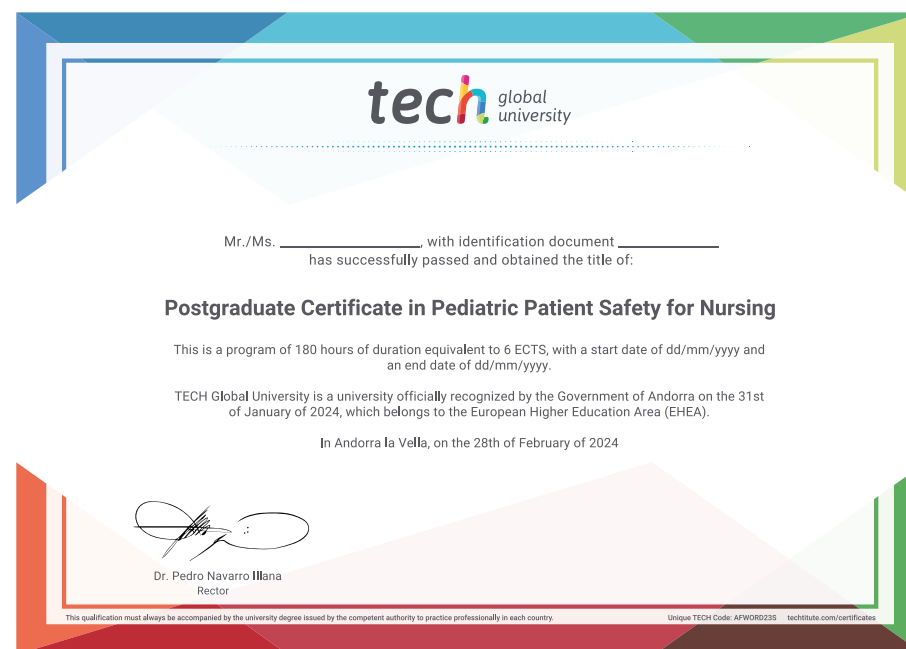 tech global university
Mr./Ms. ____________________, with identification document ______________
has successfully passed and obtained the title of:
Postgraduate Certificate in Pediatric Patient Safety for Nursing
This is a program of 180 hours of duration equivalent to 6 ECTS, with a start date of dd/mm/yyyy and
an end date of dd/mm/yyyy.
TECH Global University is a university officially recognized by the Government of Andorra on the 31st
of January of 2024, which belongs to the European Higher Education Area (EHEA).
In Andorra la Vella, on the 28th of February of 2024
Dr. Pedro Navarro Illana
Rector
This qualification must always be accompanied by the university degree issued by the competent authority to practice professionally in each country.
Unique TECH Code: AFWORD23S techtitute.com/certificates